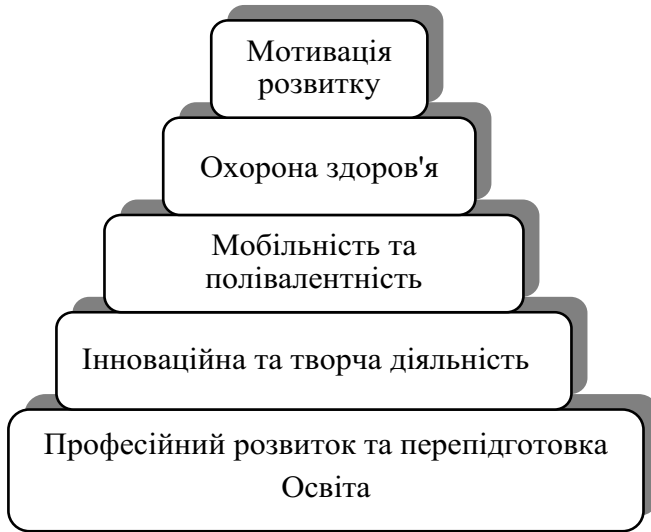 Мотивація
розвитку
Охорона здоров'я
Мобільність та
полівалентність
Інноваційна та творча діяльність
Професійний розвиток та перепідготовка
Освіта